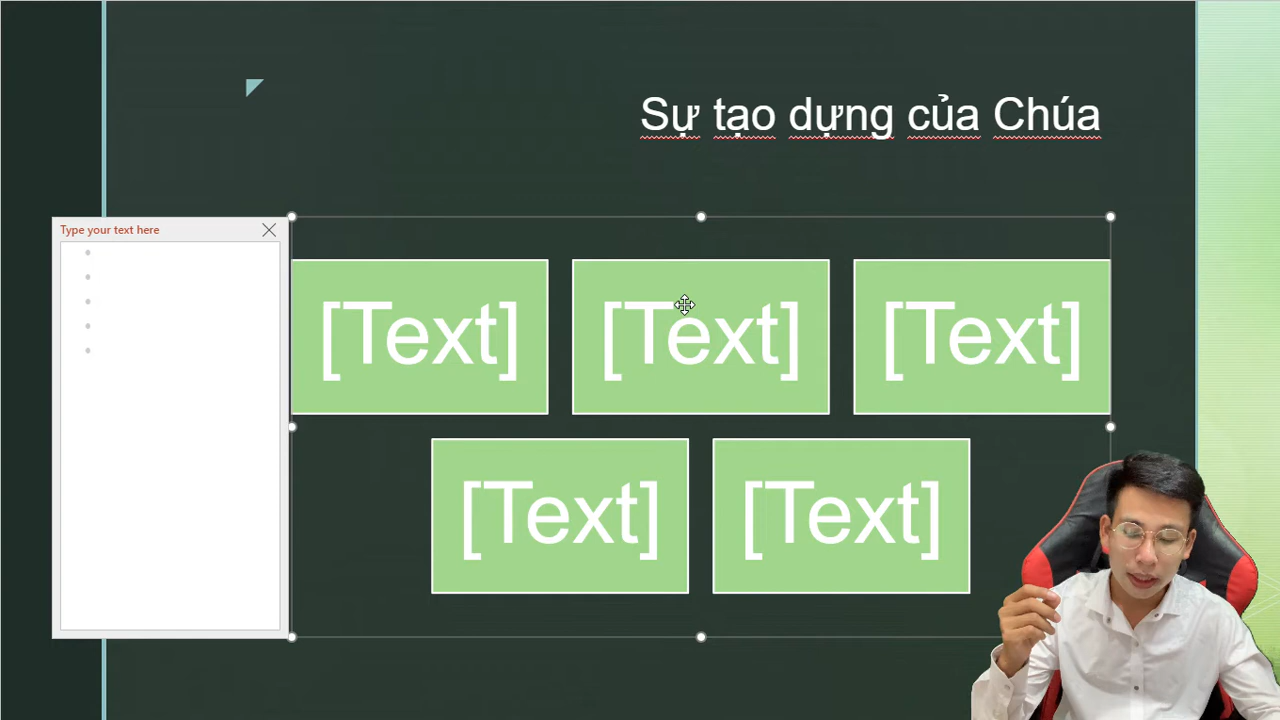 Sự tạo dựng của Chúa
Type your text here
[Text]
[Text]
[Text]
[Text]
[Text]